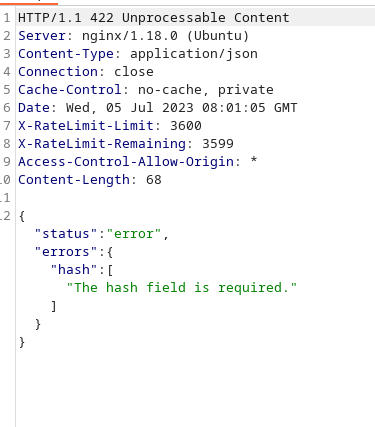 1 HTTP/1.1 422 Unprocessable Content
2 Server: nginx/1.18.0 (Ubuntu)
3 Content-Type: application/json
4 Connection: close
5 Cache-Control: no-cache, private
6 Date: Wed, 05 Jul 2023 08:01:05 GMT
7 X-RateLimit-Limit: 3600
8 X-RateLimit-Remaining: 3599
9 Access-Control-Allow-Origin: *
10 Content-Length: 68
11
12 {
"status":"error",
"errors":{
"hash":[
"The hash field is required."
]
}
}